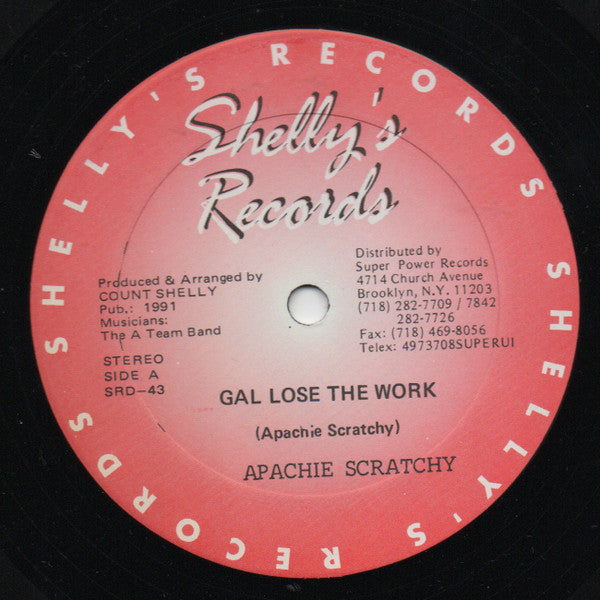 SHELLY'S RECORDS SHELLY'S RECORDS SHELLY'S RECORDS
Shelly's
Records
Produced & Arranged by
COUNT SHELLY
Pub.: 1991
Musicians:
The A Team Band
STEREO
SIDE A
SRD-43
Distributed by
Super Power Records
4714 Church Avenue
Brooklyn, N.Y. 11203
(718) 282-7709 / 7842
282-7726
Fax: (718) 469-8056
Telex: 4973708SUPERUI
GAL LOSE THE WORK
(Apachie Scratchy)
APACHIE SCRATCHY